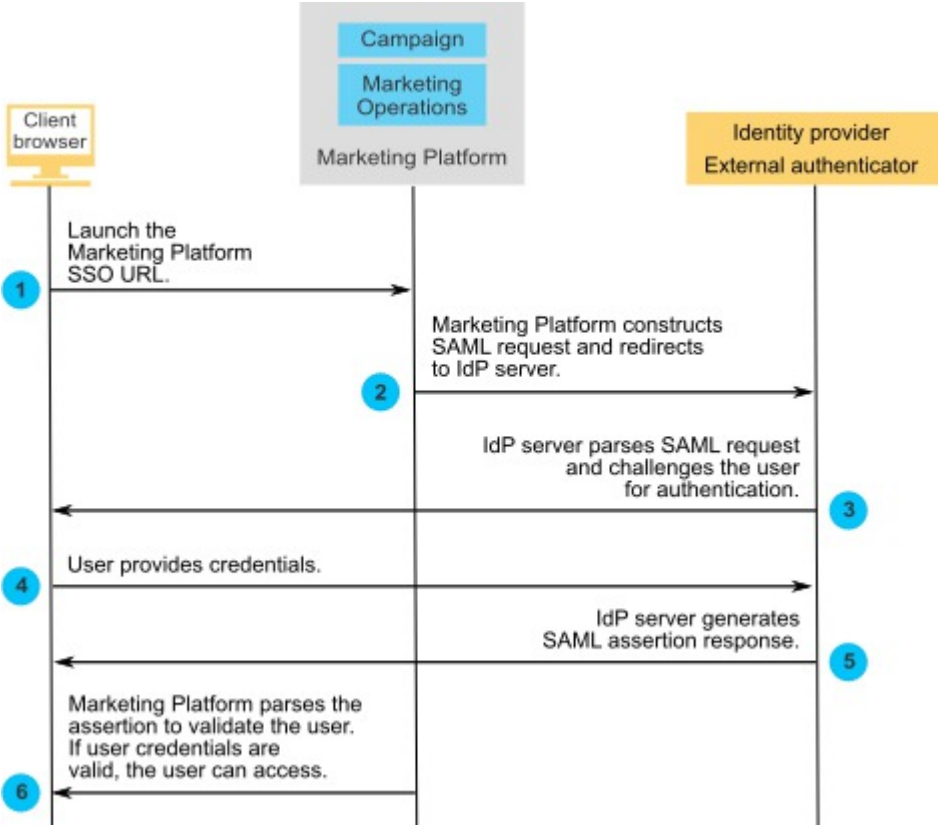 Campaign
Marketing
Operations
Marketing Platform
Client
browser
Identity provider
External authenticator
Launch the
Marketing Platform
SSO URL.
1
Marketing Platform constructs
SAML request and redirects
to IdP server.
2
IdP server parses SAML request
and challenges the user
for authentication.
3
User provides credentials.
4
IdP server generates
SAML assertion response.
5
Marketing Platform parses the
assertion to validate the user.
If user credentials are
valid, the user can access.
6